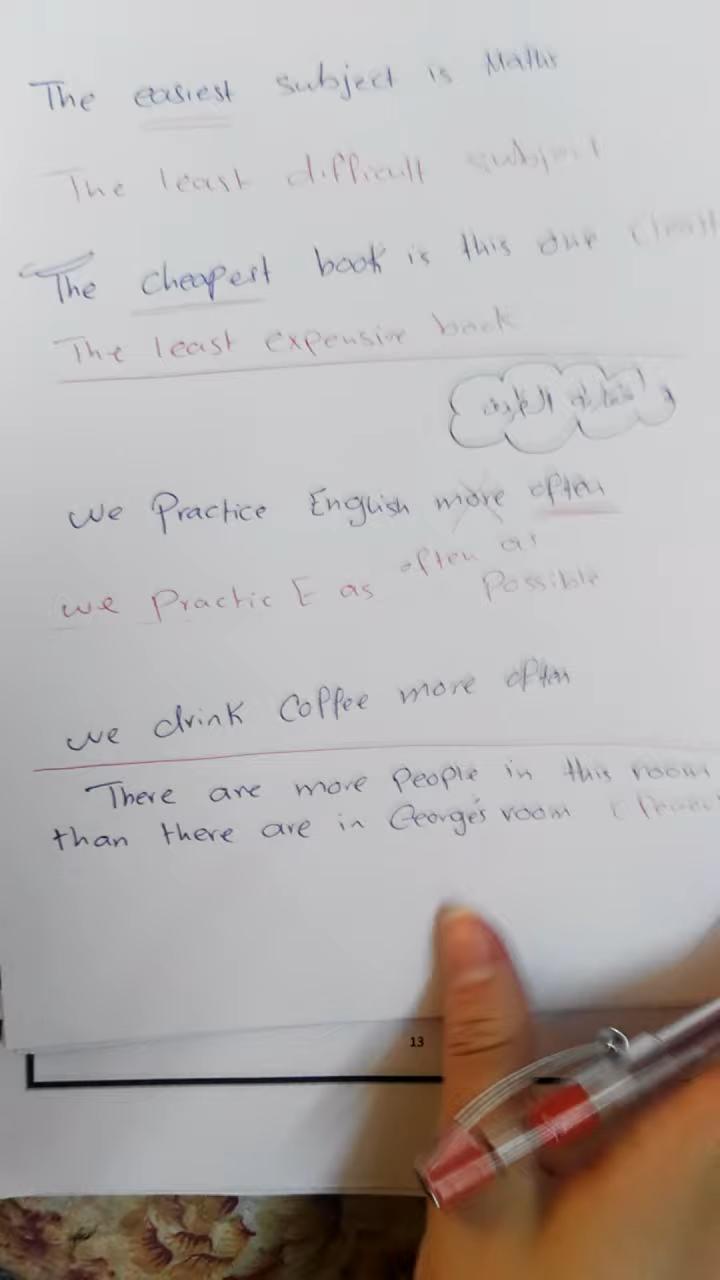 The easiest subject is Maths
The least difficult subject
The cheapest book is this one (least
The least expensive book
we Practice English more often
we Practic E as often as
Possible
we drink Coffee more often
There are more People in this room
than there are in George's room
13